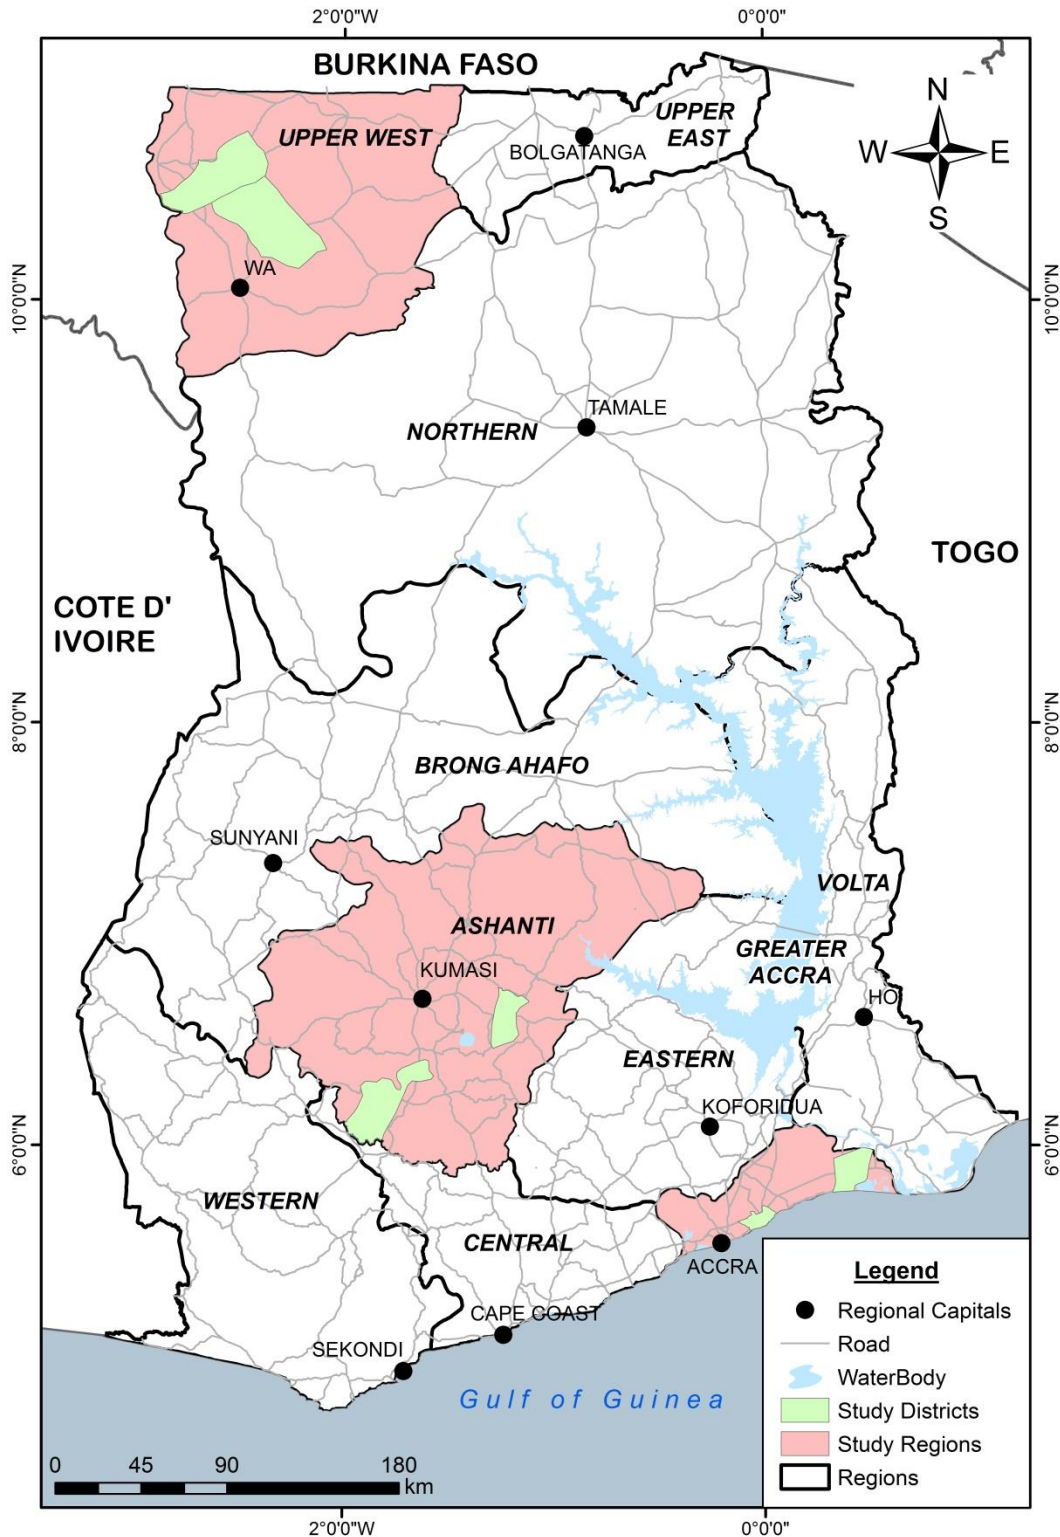 2°0'0"W
0°0'0"
BURKINA FASO
UPPER WEST
UPPER
EAST
BOLGATANGA
N
W
E
S
WA
10°0'0"N
10°0'0"N
TAMALE
NORTHERN
TOGO
COTE D'
IVOIRE
8°0'0"N
8°0'0"N
BRONG AHAFO
SUNYANI
VOLTA
ASHANTI
GREATER
ACCRA
KUMASI
HO
EASTERN
KOFORIDUA
6°0'0"N
6°0'0"N
WESTERN
CENTRAL
ACCRA
CAPE COAST
SEKONDI
Gulf of Guinea
Legend
Regional Capitals
Road
WaterBody
Study Districts
Study Regions
Regions
0 45 90 180
km
2°0'0"W
0°0'0"